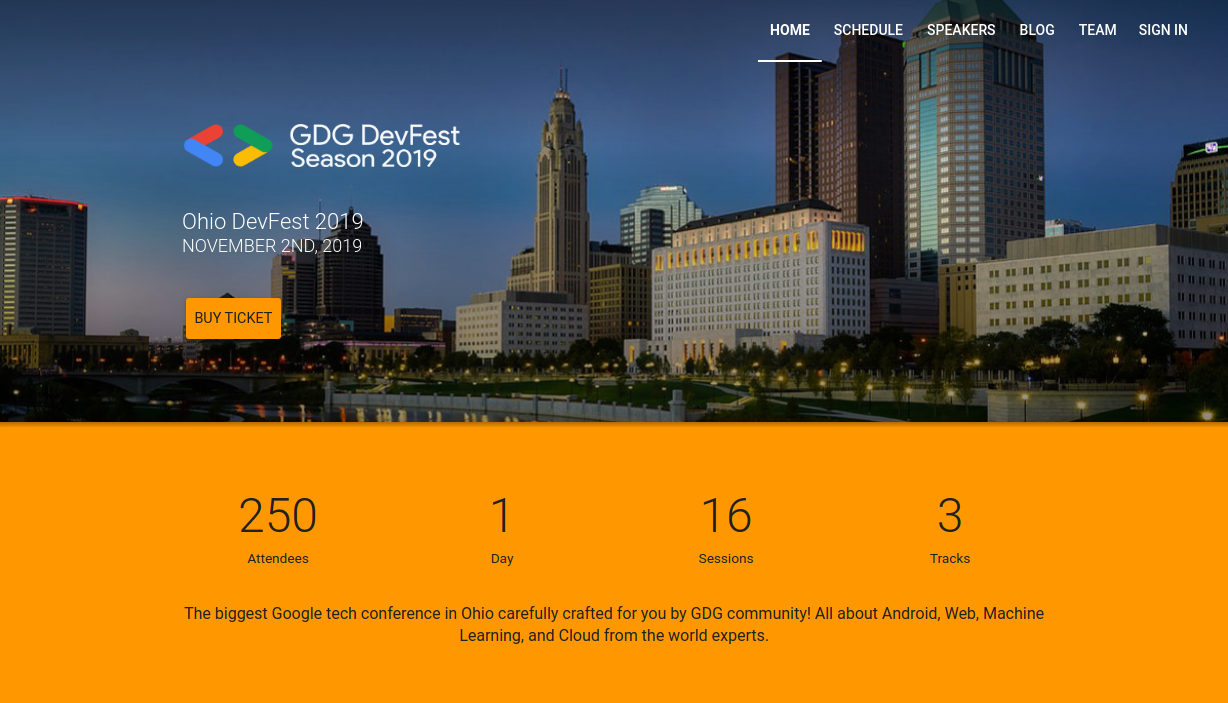 HOME SCHEDULE SPEAKERS BLOG TEAM SIGN IN
GDG DevFest
Season 2019
Ohio DevFest 2019
NOVEMBER 2ND, 2019
BUY TICKET
250 1 16 3
Attendees Day Sessions Tracks
The biggest Google tech conference in Ohio carefully crafted for you by GDG community! All about Android, Web, Machine
Learning, and Cloud from the world experts.